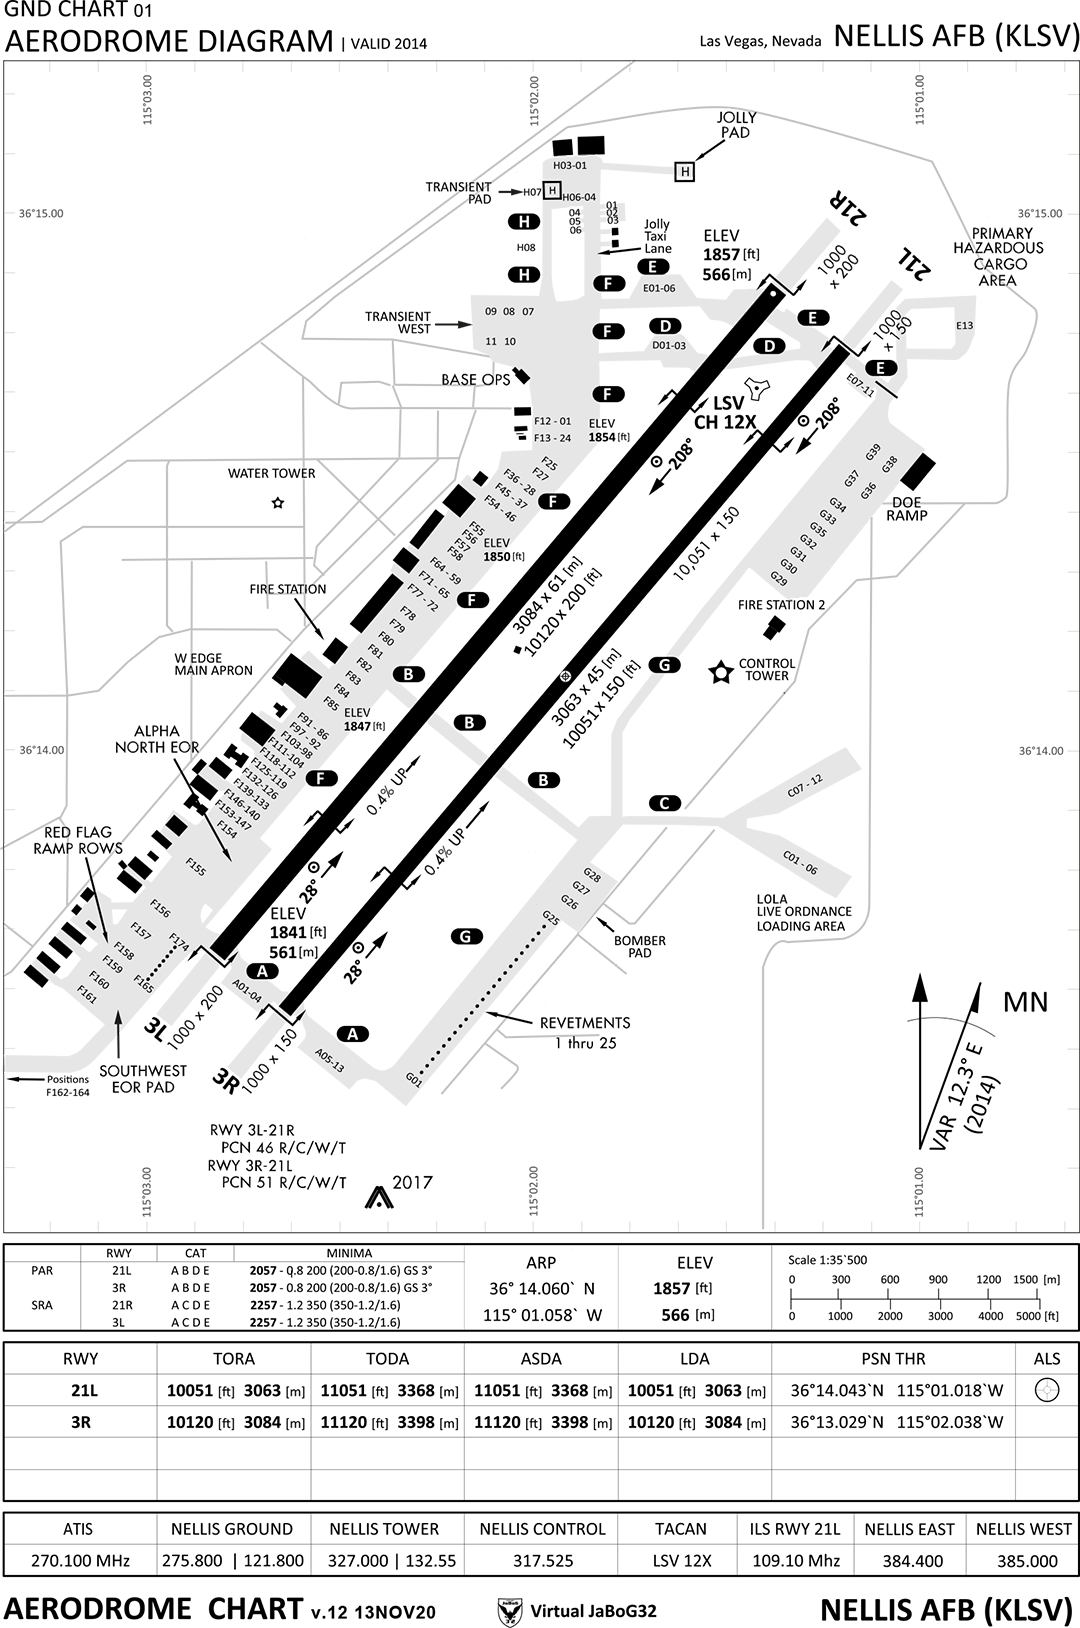 GND CHART 01
AERODROME DIAGRAM | VALID 2014
Las Vegas, Nevada NELLIS AFB (KLSV)
115°03.00
115°02.00
115°01.00
JOLLY
PAD
H03-01
H
TRANSIENT
PAD
H07
H
H06-04
04
05
06
01
02
03
36°15.00
36°15.00
H
H08
H
Jolly
Taxi
Lane
21R
ELEV
1857 [ft]
566 [m]
1000
x 200
21L
PRIMARY
HAZARDOUS
CARGO
AREA
E
F
E01-06
TRANSIENT
WEST
09 08 07
11 10
F
D
D01-03
E
D
1000
x 150
E13
E
E07-11
BASE OPS
F
LSV
CH 12X
208°
208°
F12 - 01
F13 - 24
ELEV
1854 [ft]
WATER TOWER
F25
F27
F36 - 28
F45 - 37
F54 - 46
F
F55
F56
F57
F58
ELEV
1850 [ft]
F64 - 59
F71 - 65
F77 - 72
F78
F79
F80
F81
F82
F83
F84
F85
G39
G38
G37
G36
G34
G33
G35
G32
G31
G30
G29
DOE
RAMP
10,051 x 150
3084 x 61 [m]
10120x 200 [ft]
FIRE STATION
F
FIRE STATION 2
W EDGE
MAIN APRON
B
G
CONTROL
TOWER
3063 x 45 [m]
10051x 150 [ft]
ELEV
1847 [ft]
B
F91 - 86
F97 - 92
F103-98
F111-104
F118-112
F125-119
F132-126
F139-133
F146-140
F153-147
F154
ALPHA
NORTH EOR
36°14.00
36°14.00
F
B
C
C07 - 12
C01 - 06
0.4% UP
0.4% UP
RED FLAG
RAMP ROWS
F155
F156
F157
F158
F159
F160
F161
F174
F165
28°
28°
ELEV
1841 [ft]
561 [m]
G28
G27
G26
G25
L0LA
LIVE ORDNANCE
LOADING AREA
BOMBER
PAD
G
A
A01-04
3L
1000 x 200
A
A05-13
3R
1000 x 150
G01
REVETMENTS
1 thru 25
MN
VAR 12.3° E
(2014)
SOUTHWEST
EOR PAD
Positions
F162-164
RWY 3L-21R
PCN 46 R/C/W/T
RWY 3R-21L
PCN 51 R/C/W/T
2017
115°03.00
115°02.00
115°01.00
RWY CAT MINIMA
PAR 21L A B D E 2057 - 0.8 200 (200-0.8/1.6) GS 3°
3R A B D E 2057 - 0.8 200 (200-0.8/1.6) GS 3°
SRA 21R A C D E 2257 - 1.2 350 (350-1.2/1.6)
3L A C D E 2257 - 1.2 350 (350-1.2/1.6)
ARP
36° 14.060` N
115° 01.058` W
ELEV
1857 [ft]
566 [m]
Scale 1:35`500
0 300 600 900 1200 1500 [m]
0 1000 2000 3000 4000 5000 [ft]
RWY TORA TODA ASDA LDA PSN THR ALS
21L 10051 [ft] 3063 [m] 11051 [ft] 3368 [m] 11051 [ft] 3368 [m] 10051 [ft] 3063 [m] 36°14.043`N 115°01.018`W
3R 10120 [ft] 3084 [m] 11120 [ft] 3398 [m] 11120 [ft] 3398 [m] 10120 [ft] 3084 [m] 36°13.029`N 115°02.038`W
ATIS NELLIS GROUND NELLIS TOWER NELLIS CONTROL TACAN ILS RWY 21L NELLIS EAST NELLIS WEST
270.100 MHz 275.800 | 121.800 327.000 | 132.55 317.525 LSV 12X 109.10 Mhz 384.400 385.000
AERODROME CHART v.12 13NOV20
Virtual JaBoG32
NELLIS AFB (KLSV)